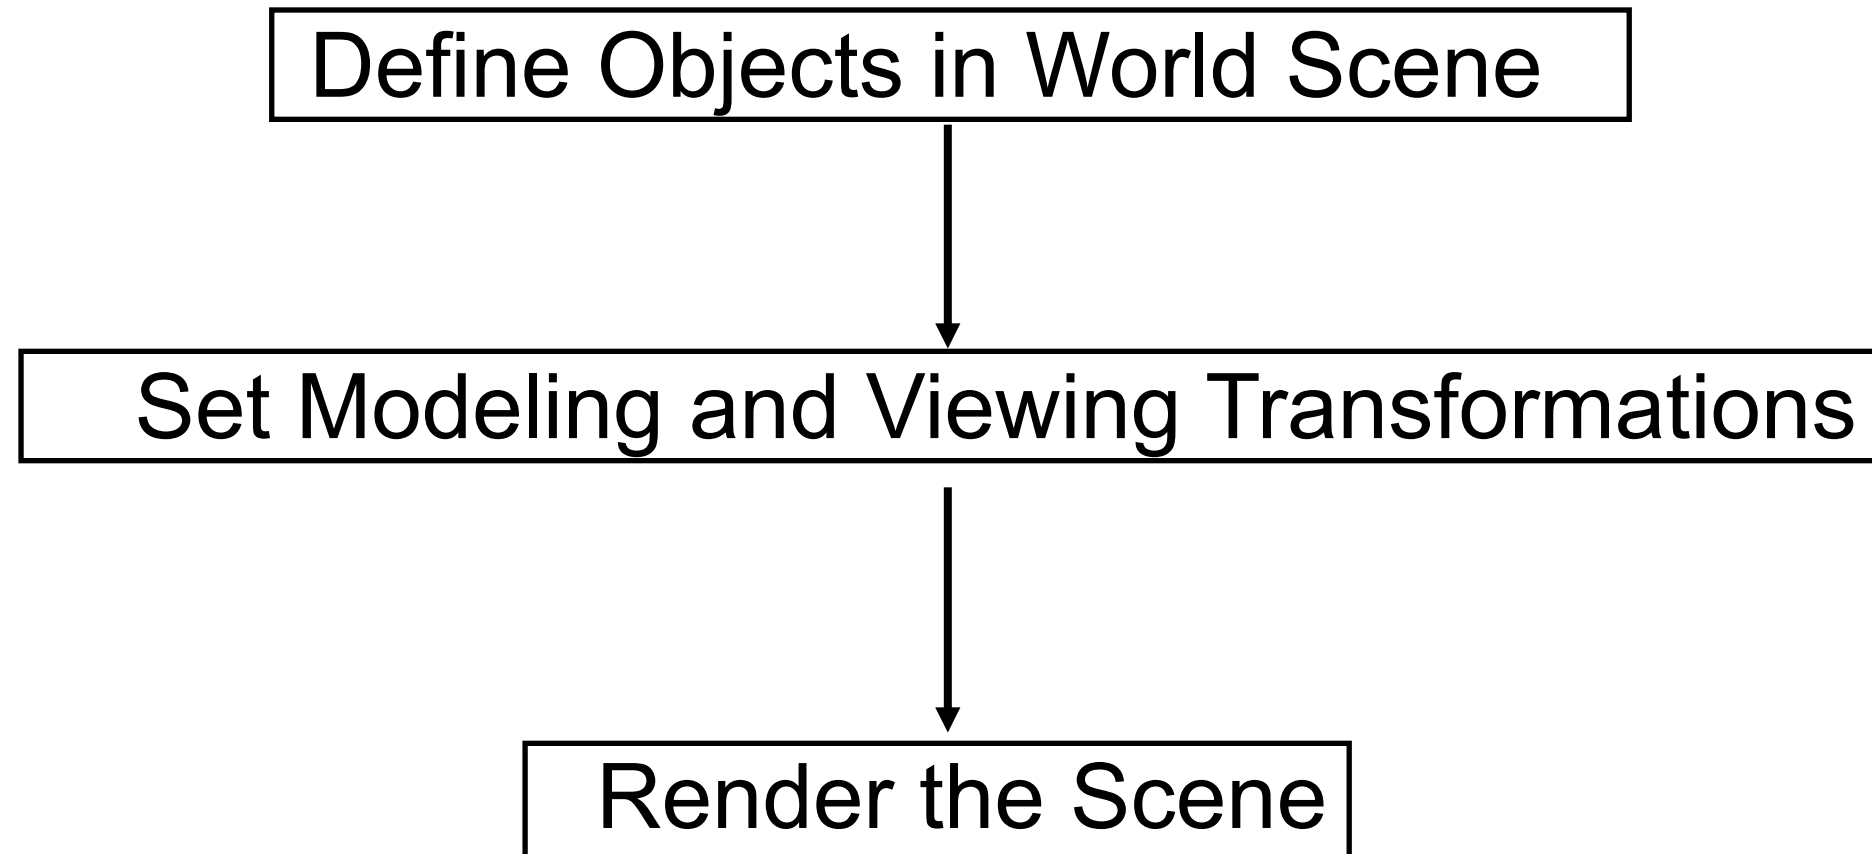 Define Objects in World Scene
Set Modeling and Viewing Transformations
Render the Scene